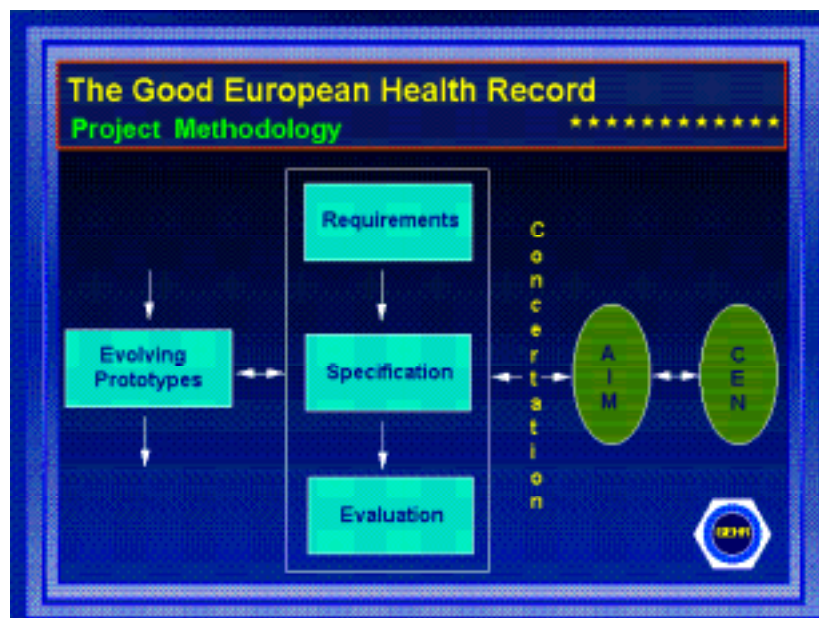 The Good European Health Record
Project Methodology
Requirements
Evolving
Prototypes
Specification
Evaluation
Concertation
AIM
CEN
GEHR